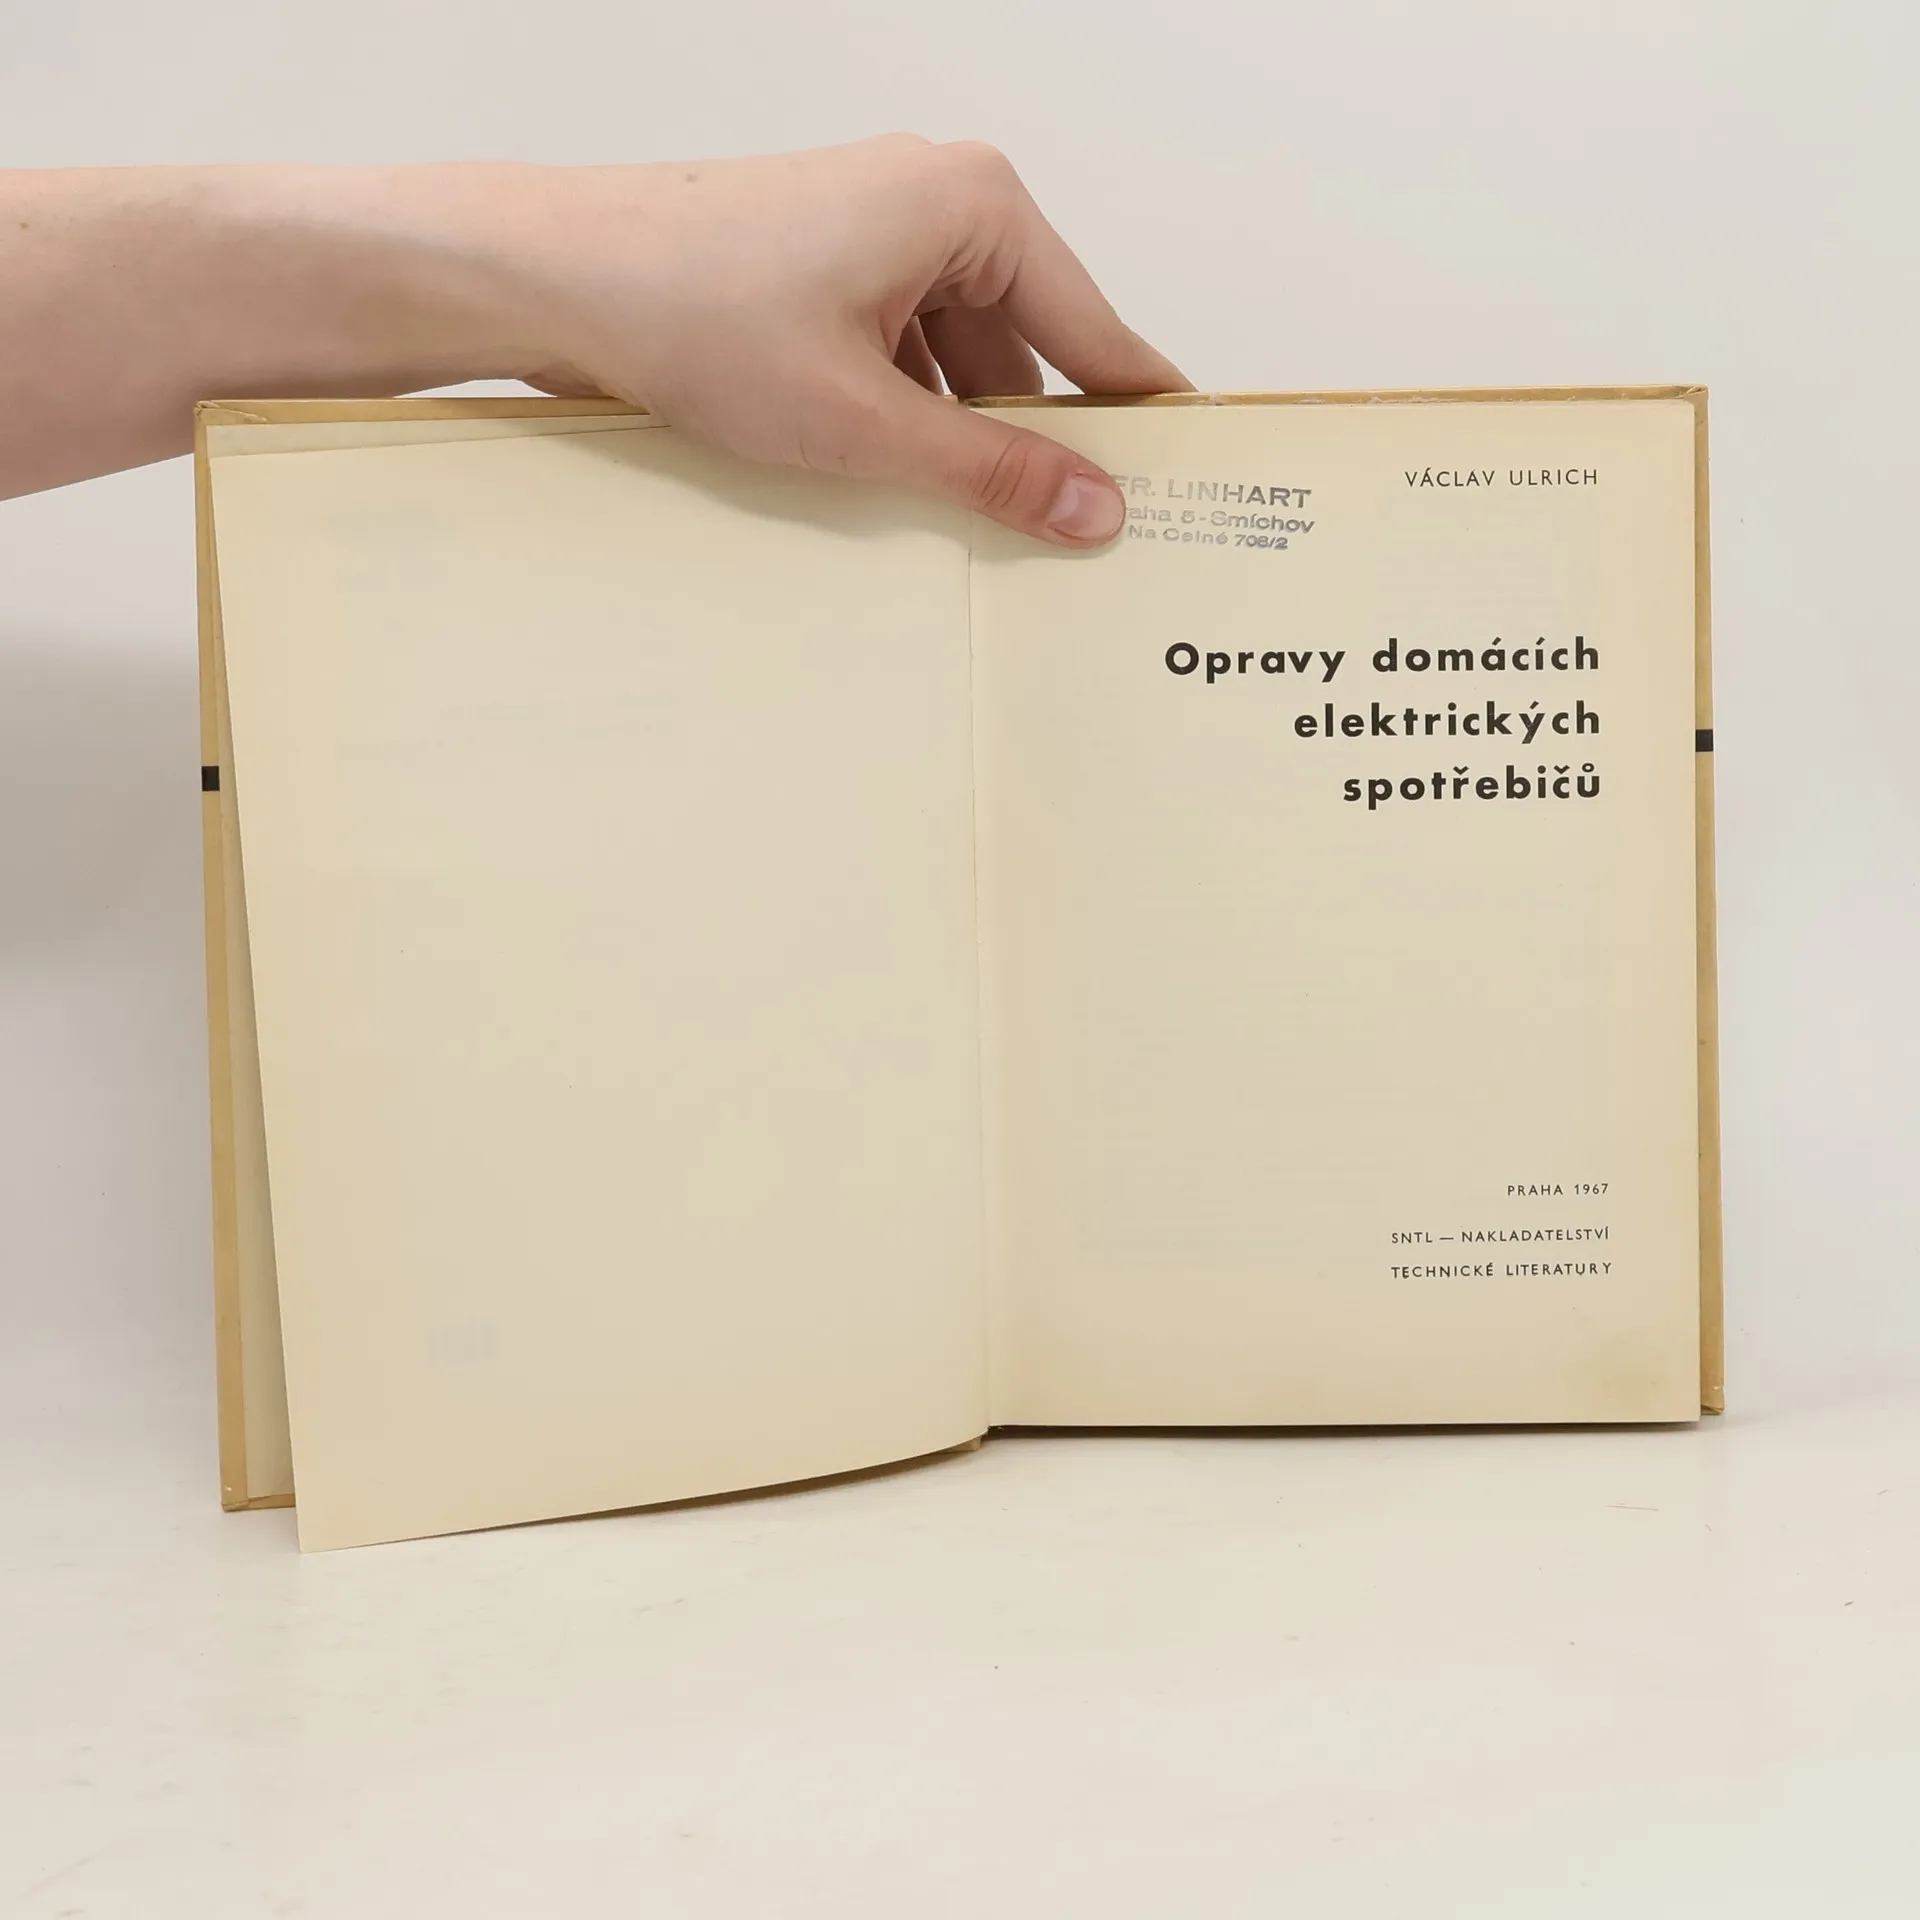 FR. LINHART
Praha 5 - Smíchov
Na Celné 708/2
VÁCLAV ULRICH
Opravy domácích
elektrických
spotřebičů
PRAHA 1967
SNTL — NAKLADATELSTVÍ
TECHNICKÉ LITERATURY